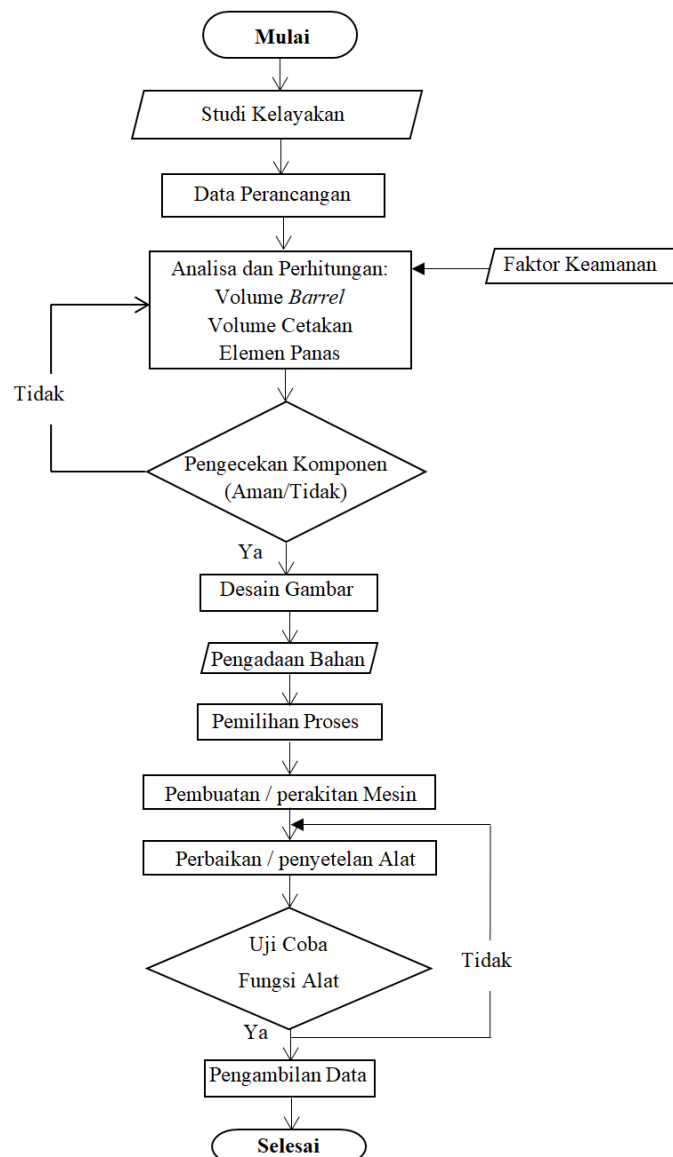 Mulai
Studi Kelayakan
Data Perancangan
Analisa dan Perhitungan:
Volume Barrel
Volume Cetakan
Elemen Panas
Faktor Keamanan
Tidak
Pengecekan Komponen
(Aman/Tidak)
Ya
Desain Gambar
Pengadaan Bahan
Pemilihan Proses
Pembuatan / perakitan Mesin
Perbaikan / penyetelan Alat
Uji Coba
Fungsi Alat
Tidak
Ya
Pengambilan Data
Selesai